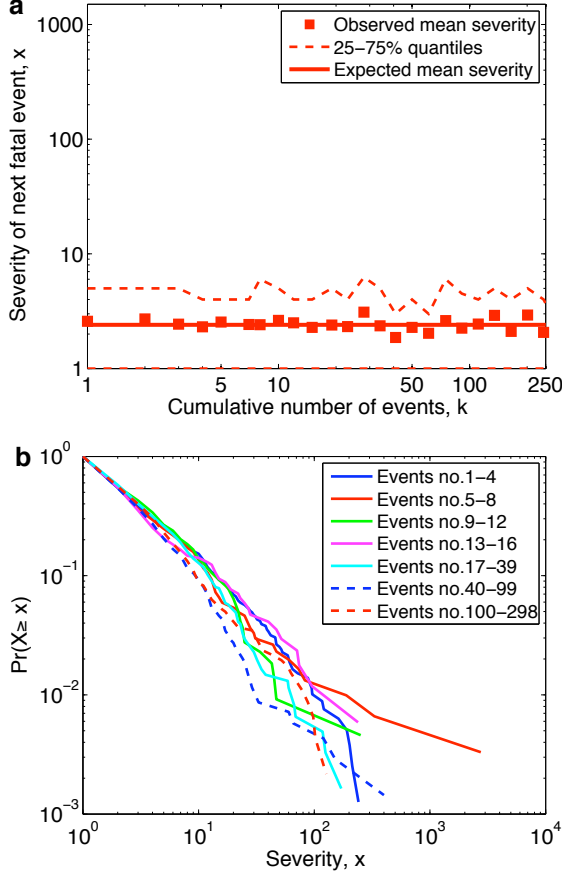 a
1000
100
10
1
Severity of next fatal event, x
Observed mean severity
25−75% quantiles
Expected mean severity
1 5 10 50 100 250
Cumulative number of events, k
b
10^0
10^−1
10^−2
10^−3
Pr(X≥ x)
Events no.1−4
Events no.5−8
Events no.9−12
Events no.13−16
Events no.17−39
Events no.40−99
Events no.100−298
10^0 10^1 10^2 10^3 10^4
Severity, x